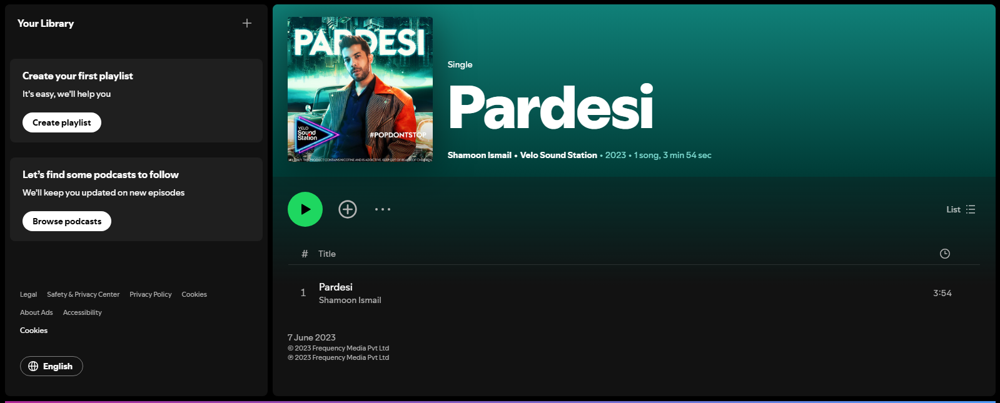 Your Library
Create your first playlist
It's easy, we'll help you
Create playlist
Let's find some podcasts to follow
We'll keep you updated on new episodes
Browse podcasts
Legal Safety & Privacy Center Privacy Policy Cookies
About Ads Accessibility
Cookies
English
PARDESI
VELO
Sound
Station
#POPDONTSTOP
ONLY. THIS PRODUCT CONTAINS NICOTINE AND IS ADDICTIVE. KEEP OUT OF REACH OF CHILDREN
Single
Pardesi
Shamoon Ismail • Velo Sound Station • 2023 • 1 song, 3 min 54 sec
List
# Title
1 Pardesi 3:54
Shamoon Ismail
7 June 2023
© 2023 Frequency Media Pvt Ltd
℗ 2023 Frequency Media Pvt Ltd